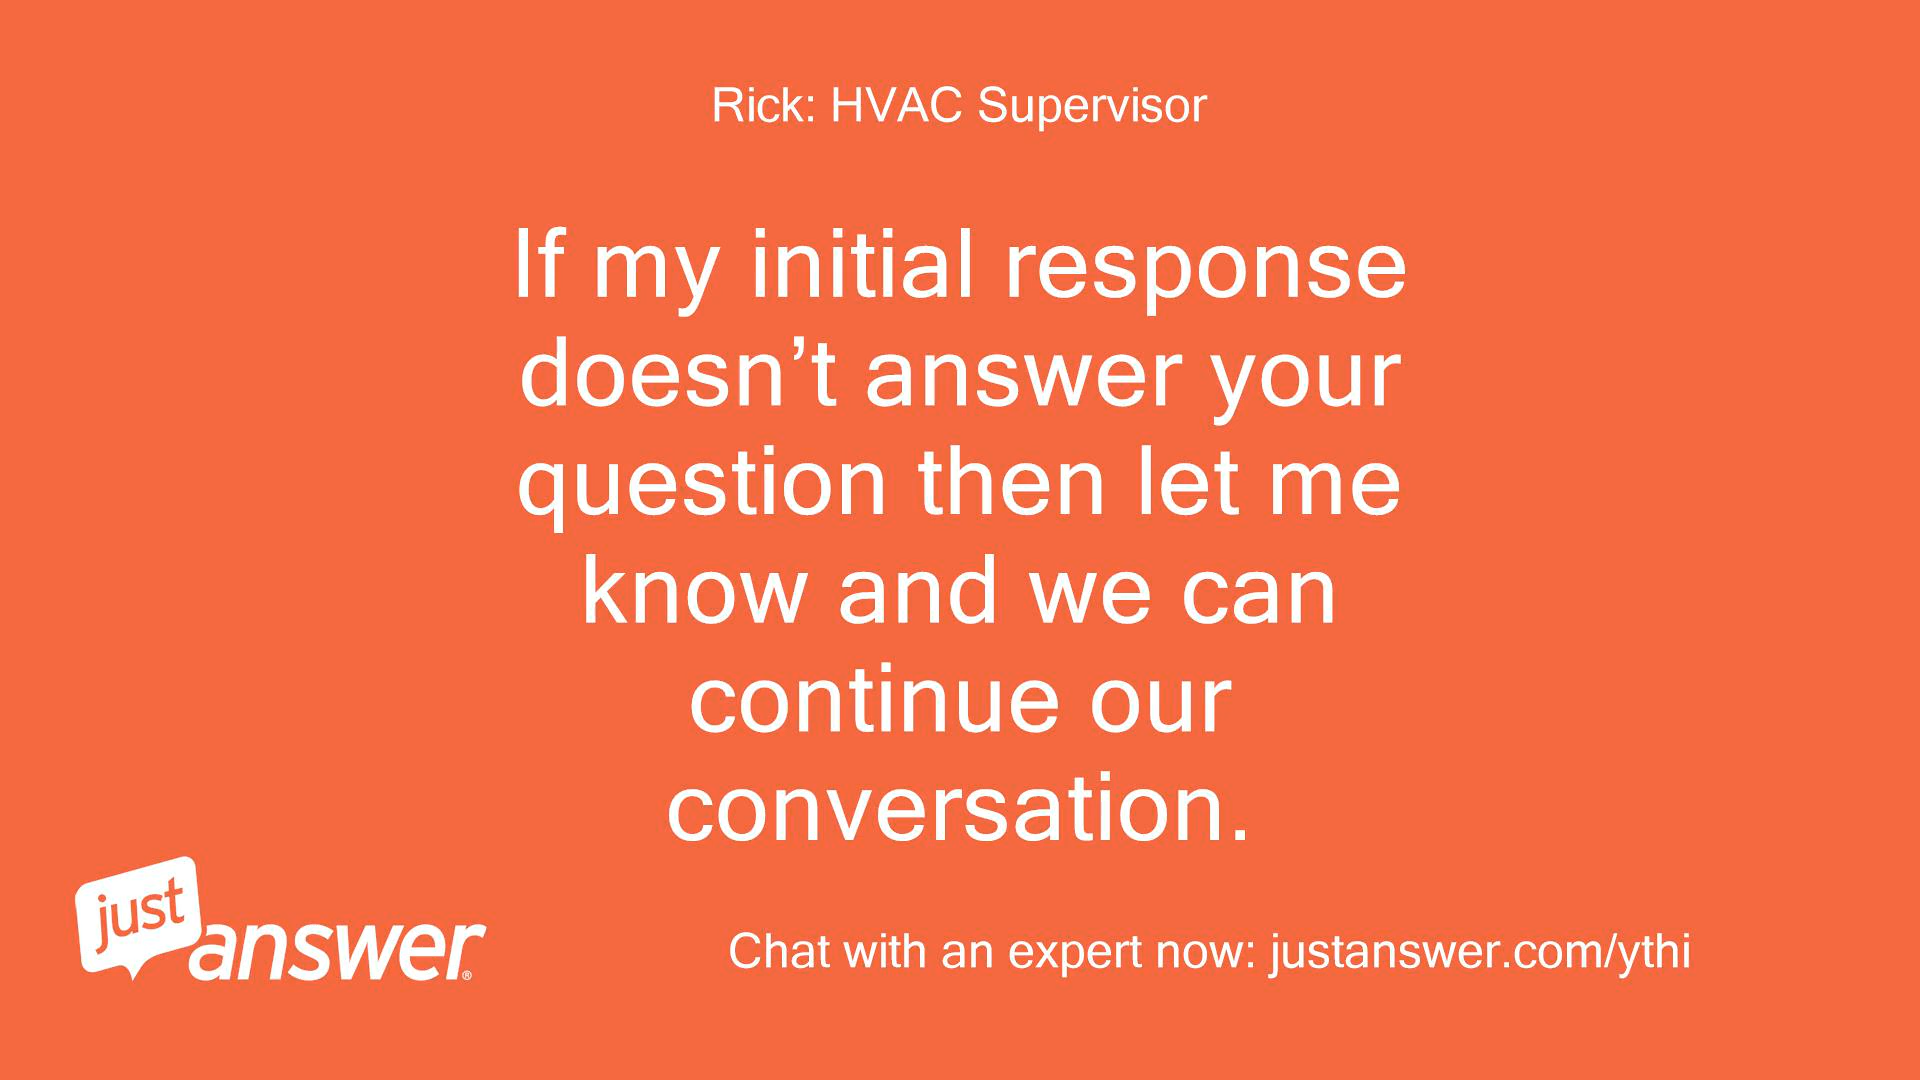 Rick: HVAC Supervisor
If my initial response
doesn’t answer your
question then let me
know and we can
continue our
conversation.
just
answer®
Chat with an expert now: justanswer.com/ythi